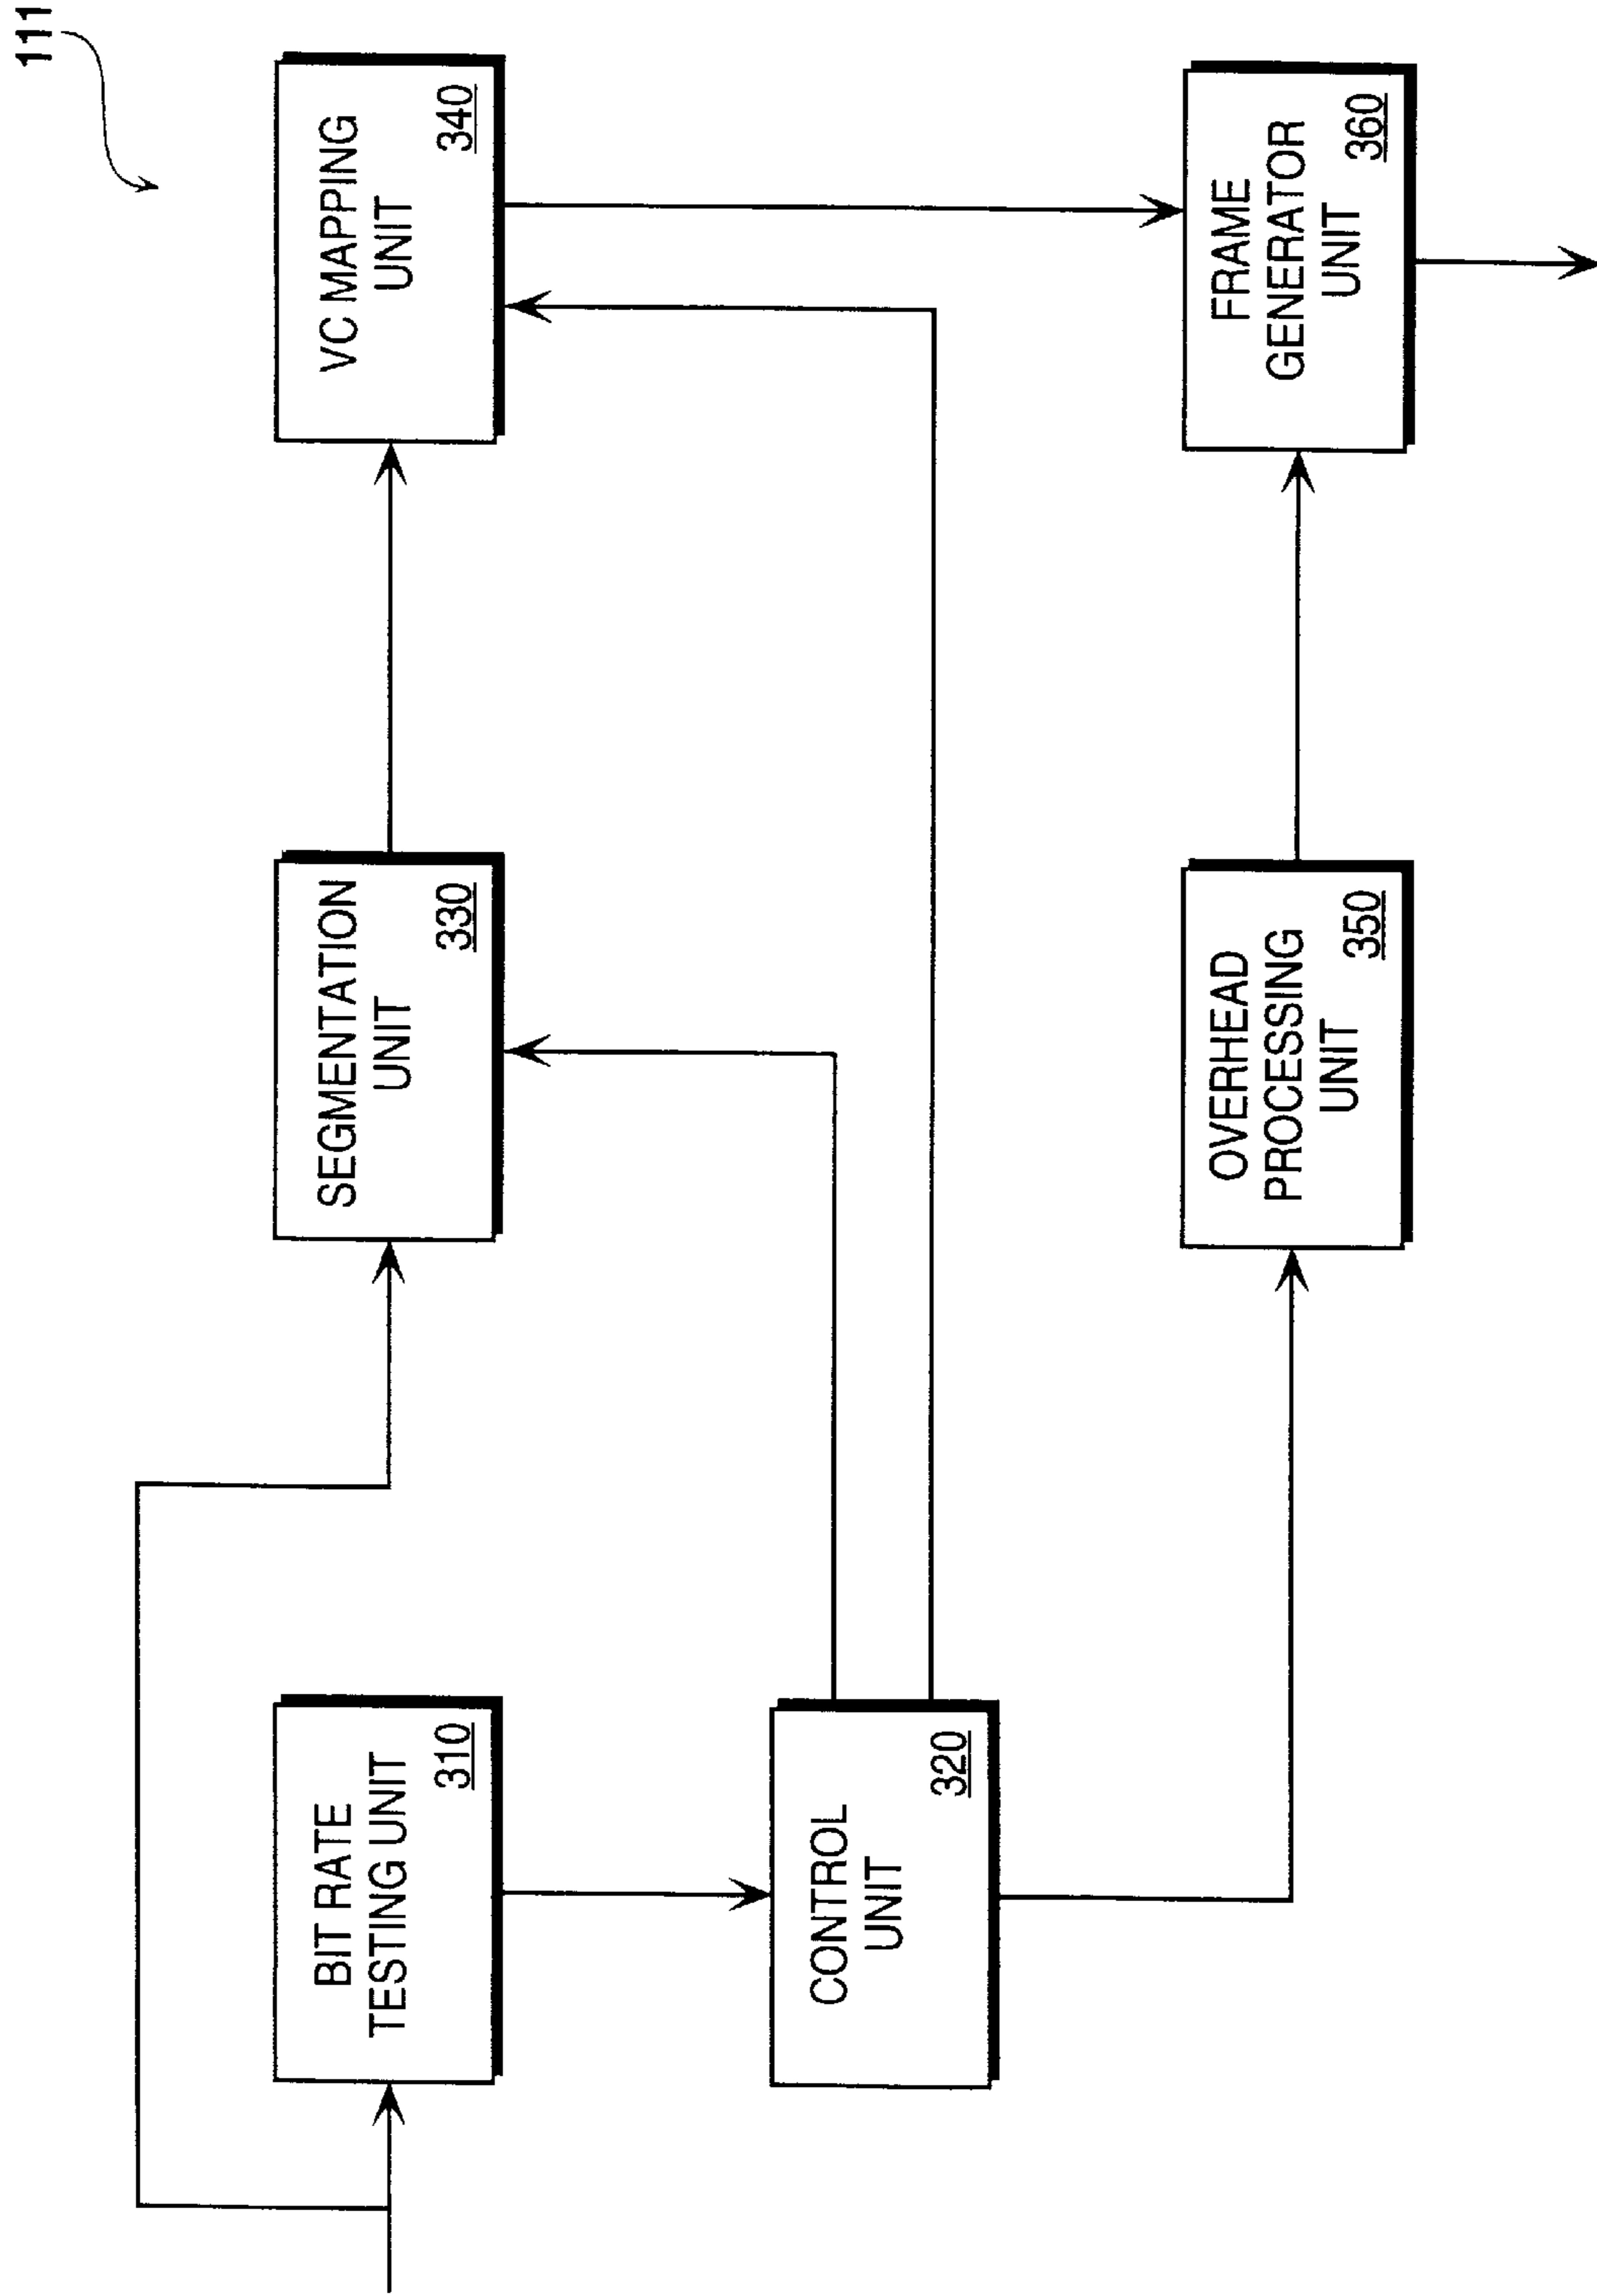 111
BIT RATE
TESTING UNIT
310
SEGMENTATION
UNIT
330
VC MAPPING
UNIT
340
CONTROL
UNIT
320
OVERHEAD
PROCESSING
UNIT
350
FRAME
GENERATOR
UNIT
360